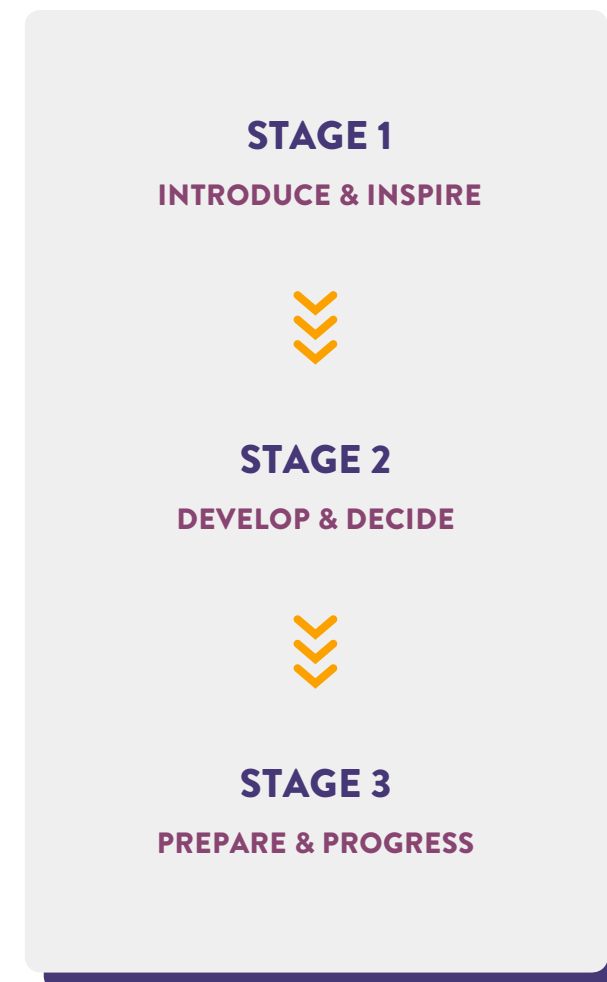 STAGE 1
INTRODUCE & INSPIRE
STAGE 2
DEVELOP & DECIDE
STAGE 3
PREPARE & PROGRESS